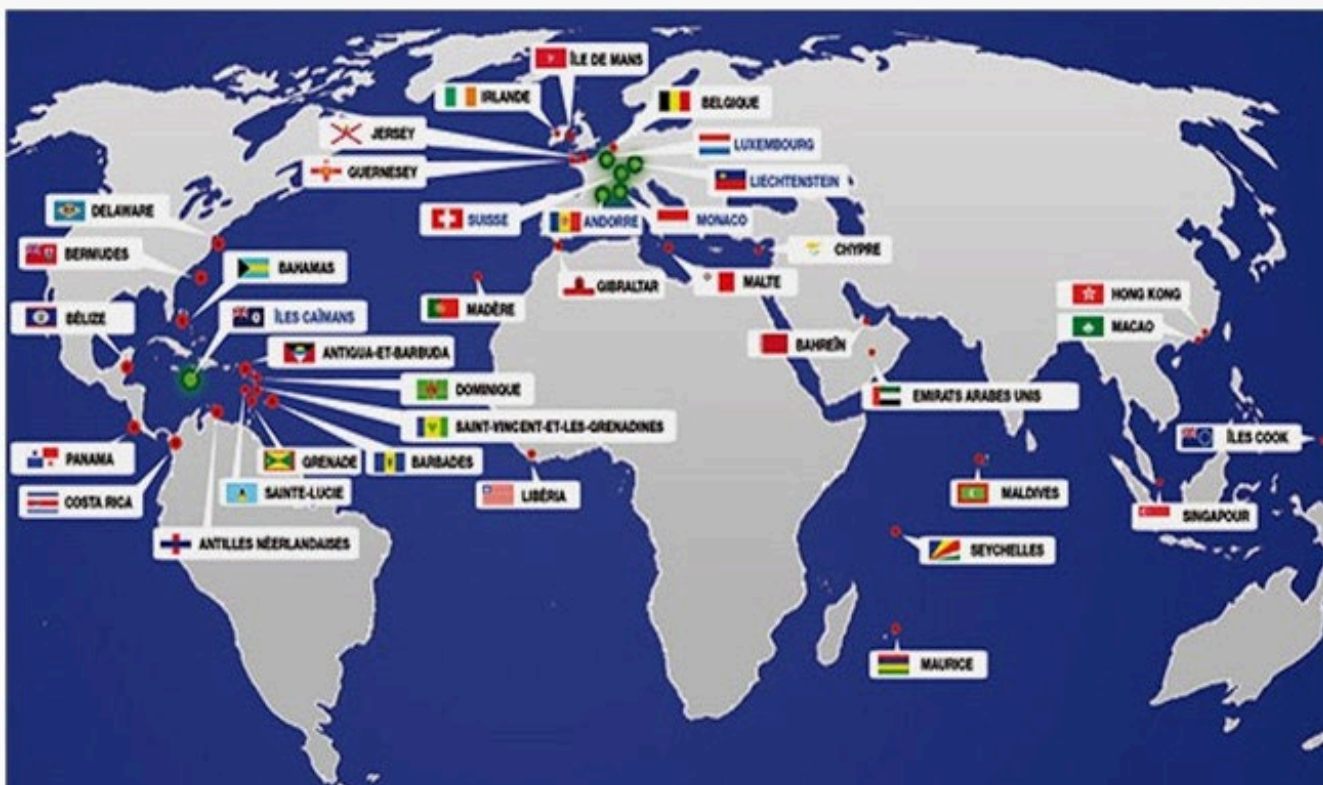 ÎLE DE MANS
IRLANDE
BELGIQUE
JERSEY
LUXEMBOURG
GUERNESEY
LIECHTENSTEIN
DELAWARE
SUISSE
ANDORRE
MONACO
BERMUDES
BAHAMAS
CHYPRE
GIBRALTAR
MALTE
HONG KONG
MADÈRE
BÉLIZE
ÎLES CAÏMANS
MACAO
BAHREÏN
ANTIGUA-ET-BARBUDA
DOMINIQUE
EMIRATS ARABES UNIS
SAINT-VINCENT-ET-LES-GRENADINES
ÎLES COOK
PANAMA
GRENADE
BARBADES
SAINTE-LUCIE
LIBÉRIA
MALDIVES
COSTA RICA
SINGAPOUR
ANTILLES NÉERLANDAISES
SEYCHELLES
MAURICE